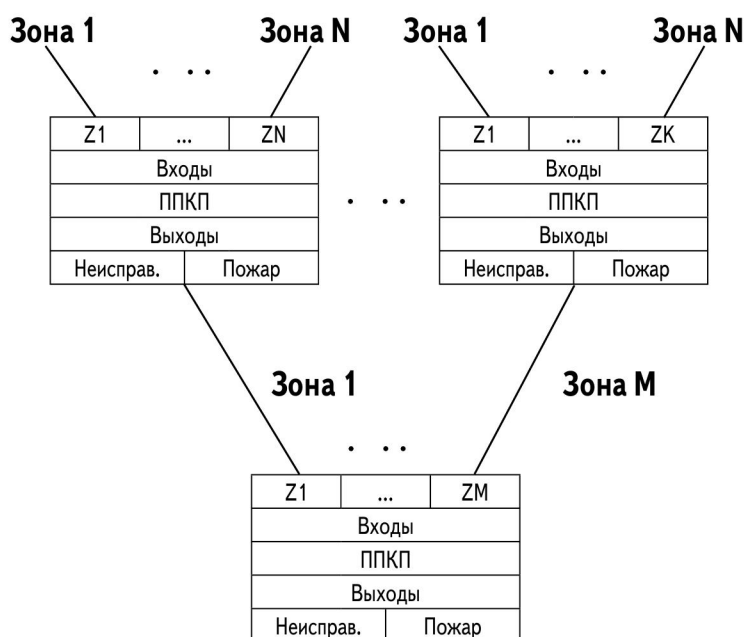 Зона 1 Зона N Зона 1 Зона N
. .. . ..
Z1 ... ZN Z1 ... ZK
Входы Входы
ППКП . .. ППКП
Выходы Выходы
Неисправ. Пожар Неисправ. Пожар
Зона 1 Зона M
. ..
Z1 ... ZM
Входы
ППКП
Выходы
Неисправ. Пожар